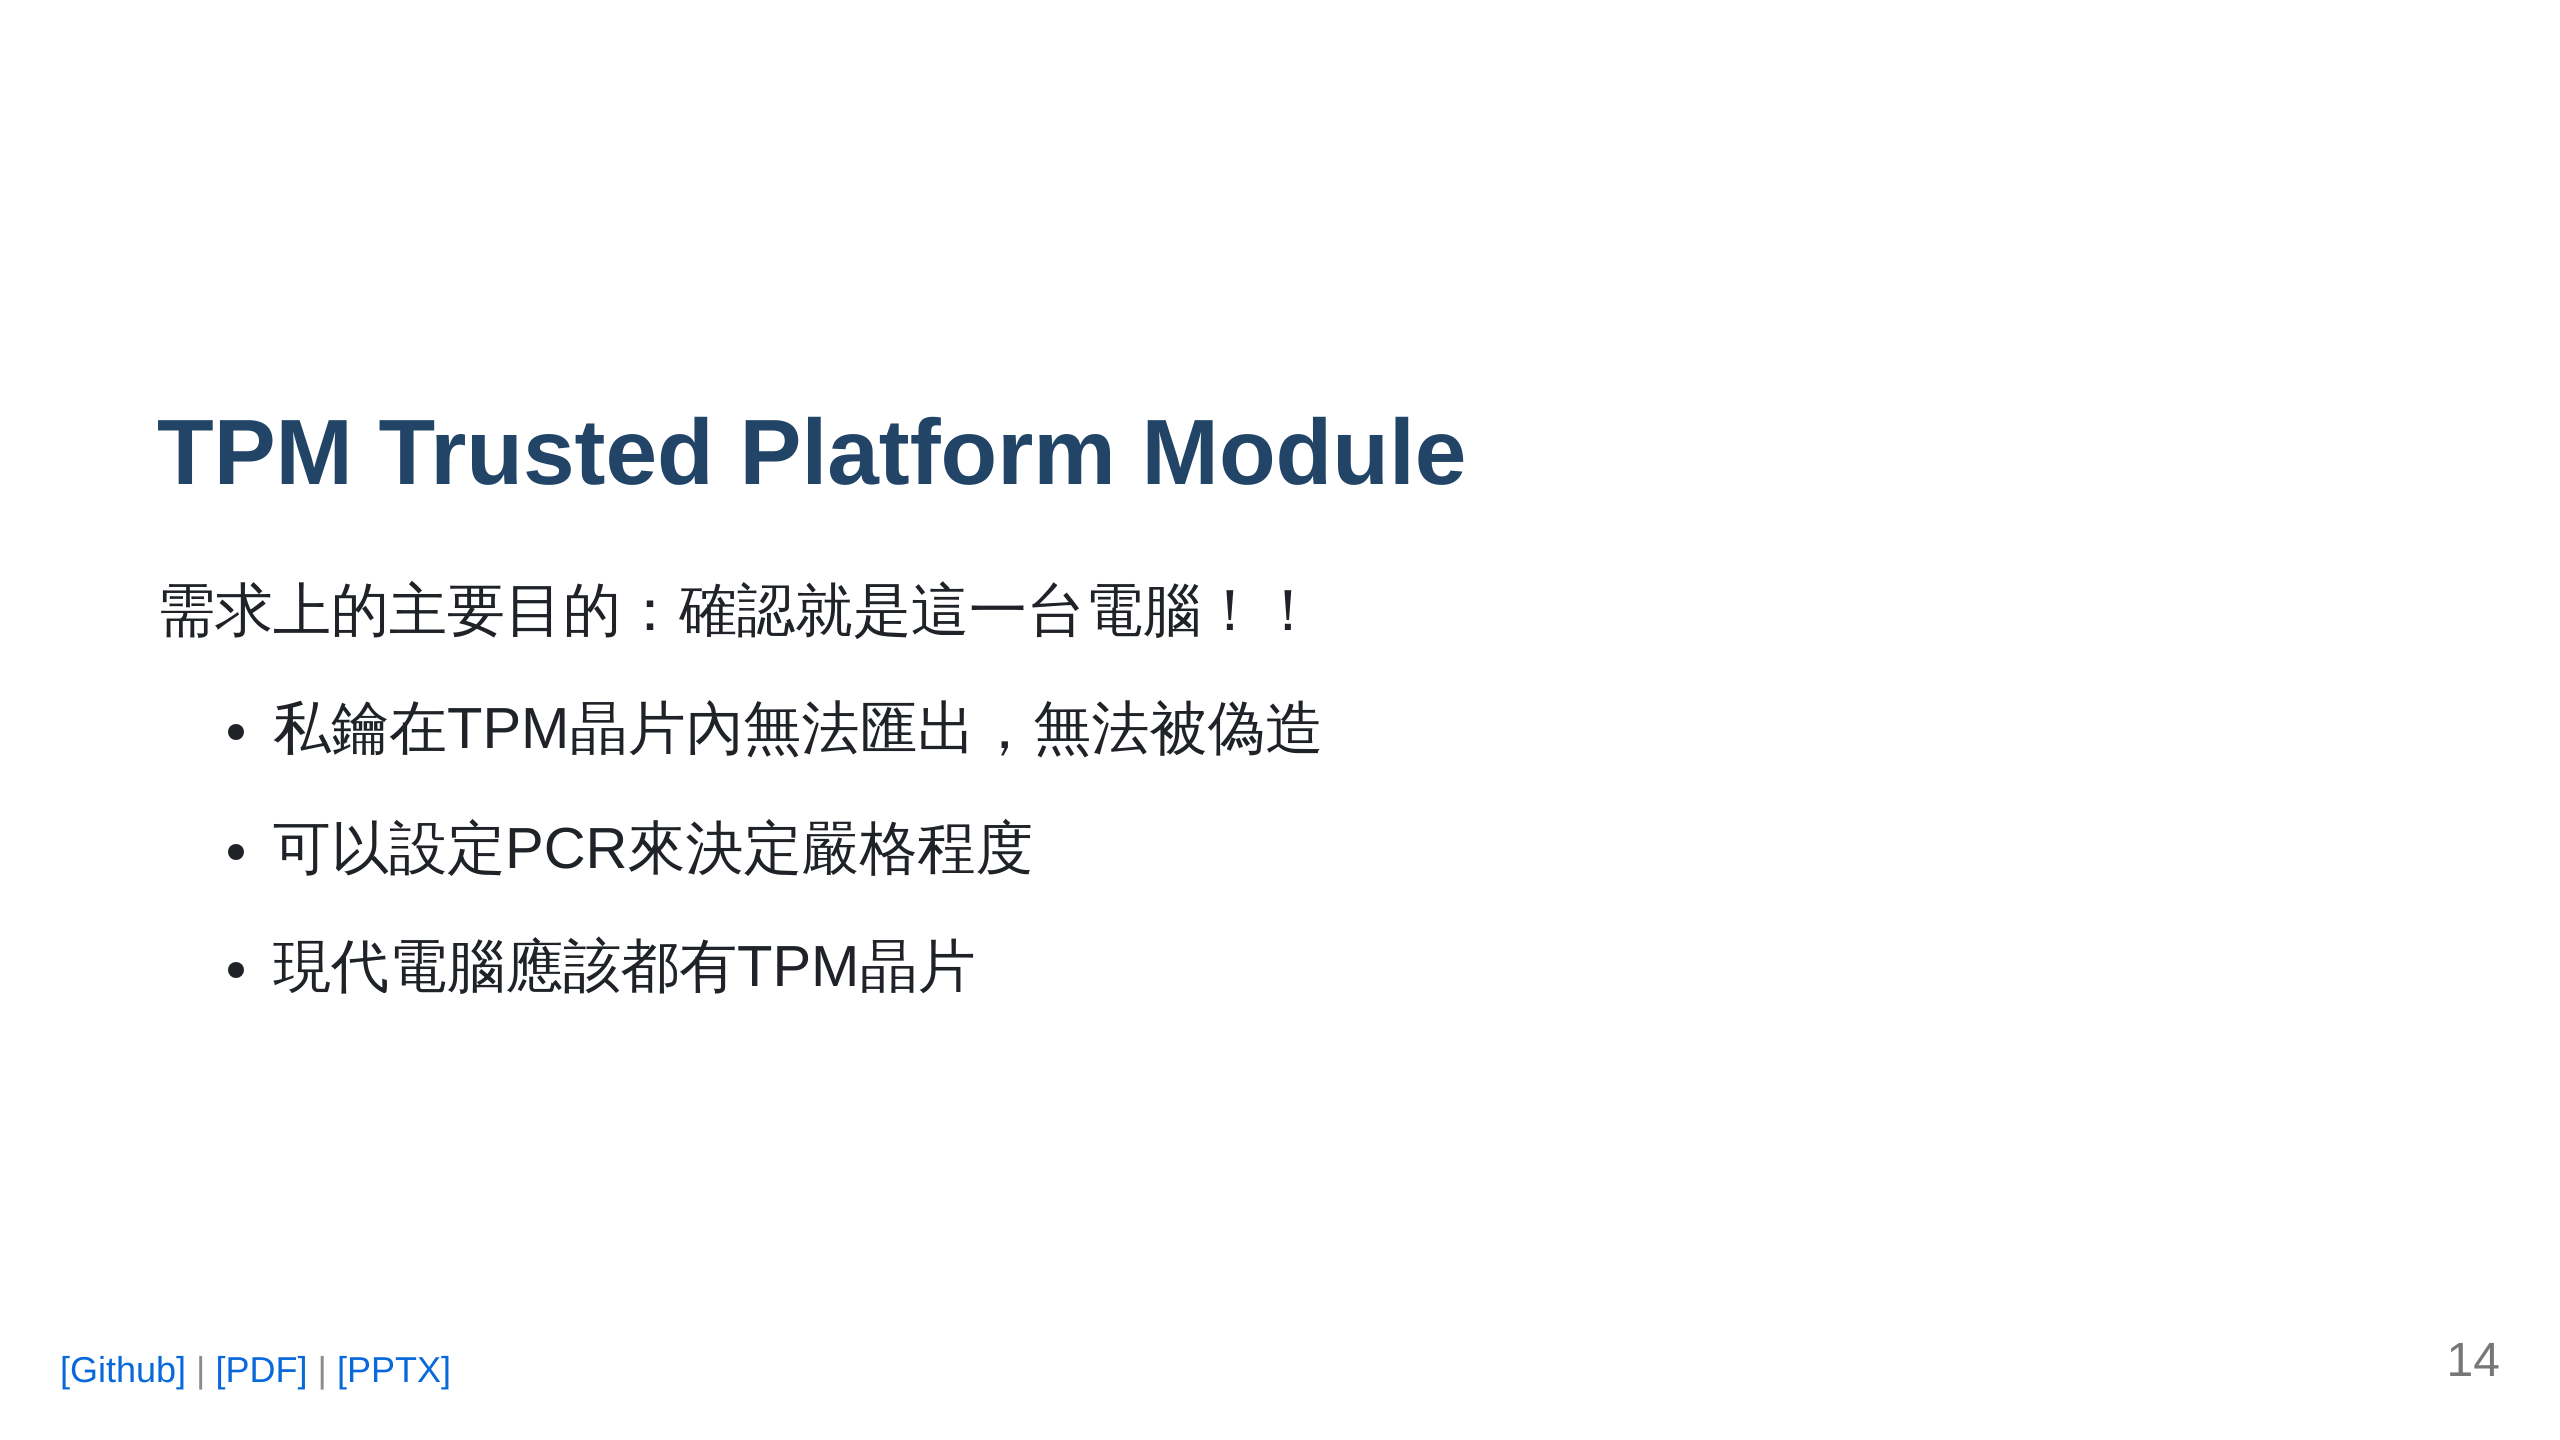 TPM Trusted Platform Module
需求上的主要目的：確認就是這一台電腦！！
• 私鑰在TPM晶片內無法匯出，無法被偽造
• 可以設定PCR來決定嚴格程度
• 現代電腦應該都有TPM晶片
[Github] | [PDF] | [PPTX]
14